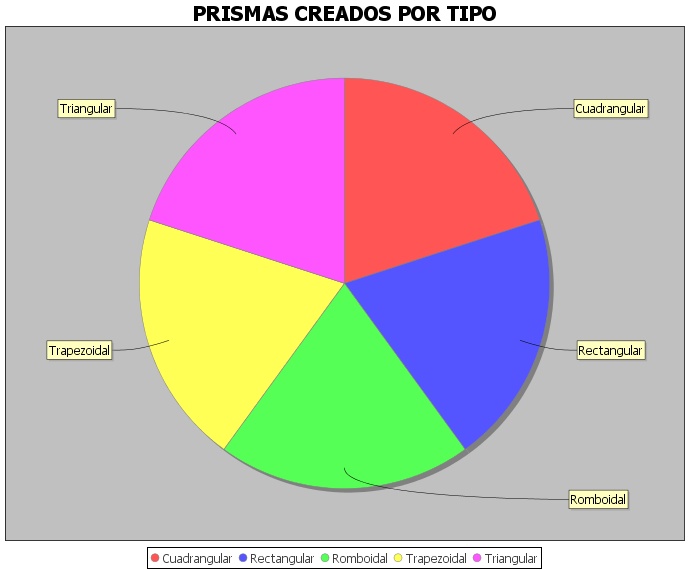 PRISMAS CREADOS POR TIPO
Triangular
Cuadrangular
Trapezoidal
Rectangular
Romboidal
Cuadrangular Rectangular Romboidal Trapezoidal Triangular